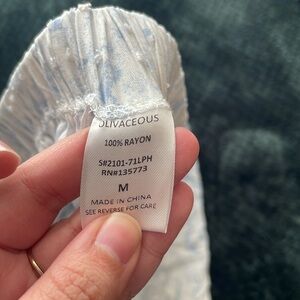 OLIVACEOUS
100% RAYON
S#2101-71LPH
RN#135773
M
MADE IN CHINA
SEE REVERSE FOR CARE